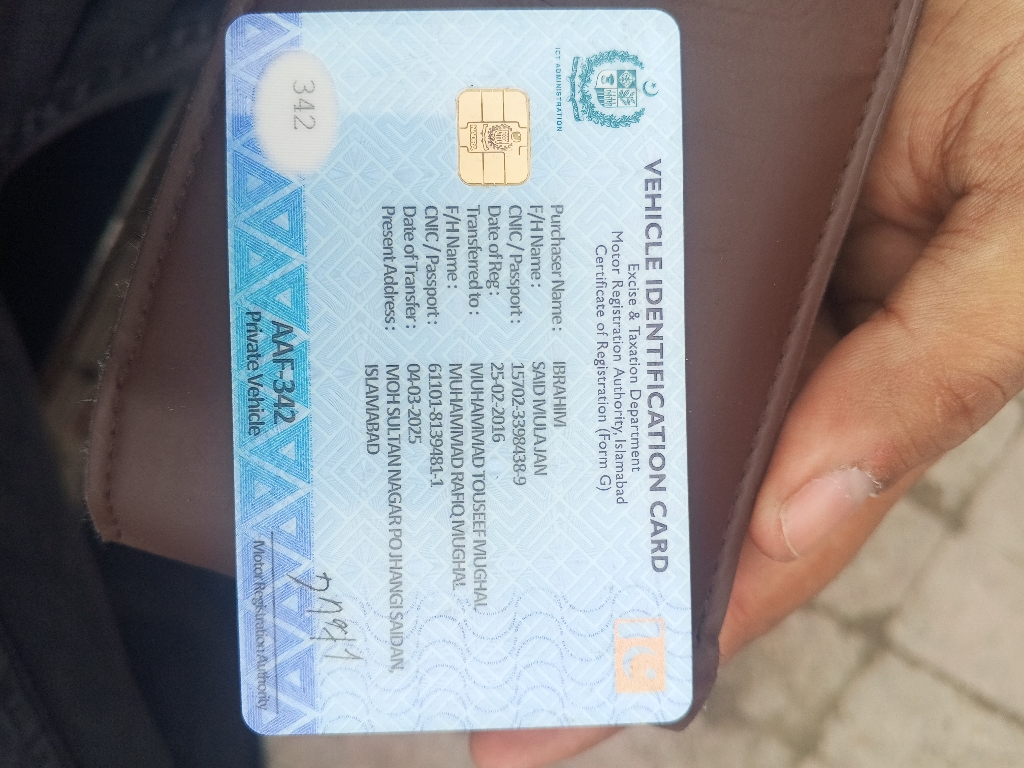 ICT ADMINISTRATION
VEHICLE IDENTIFICATION CARD
Excise & Taxation Department
Motor Registration Authority, Islamabad
Certificate of Registration (Form G)
Purchaser Name : IBRAHIM
F/H Name : SAID MULA JAN
CNIC / Passport : 15702-3398438-9
Date of Reg : 25-02-2016
Transferred to : MUHAMMAD TOUSEEF MUGHAL
F/H Name : MUHAMMAD RAFIQ MUGHAL
CNIC / Passport : 61101-8139481-1
Date of Transfer : 04-03-2025
Present Address : MOH SULTAN NAGAR PO JHANGI SAIDAN,
ISLAMABAD
342
AAF-342
Private Vehicle
Motor Registration Authority